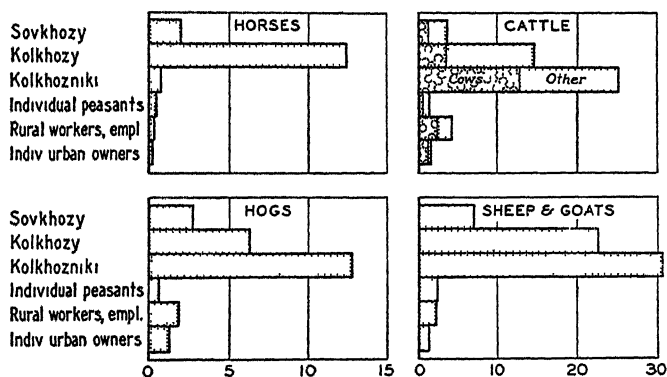 HORSES
CATTLE
Sovkhozy
Kolkhozy
Kolkhozniki
Cows
Other
Individual peasants
Rural workers, empl
Indiv urban owners
HOGS
SHEEP & GOATS
Sovkhozy
Kolkhozy
Kolkhozniki
Individual peasants
Rural workers, empl.
Indiv urban owners
0 5 10 15
0 10 20 30